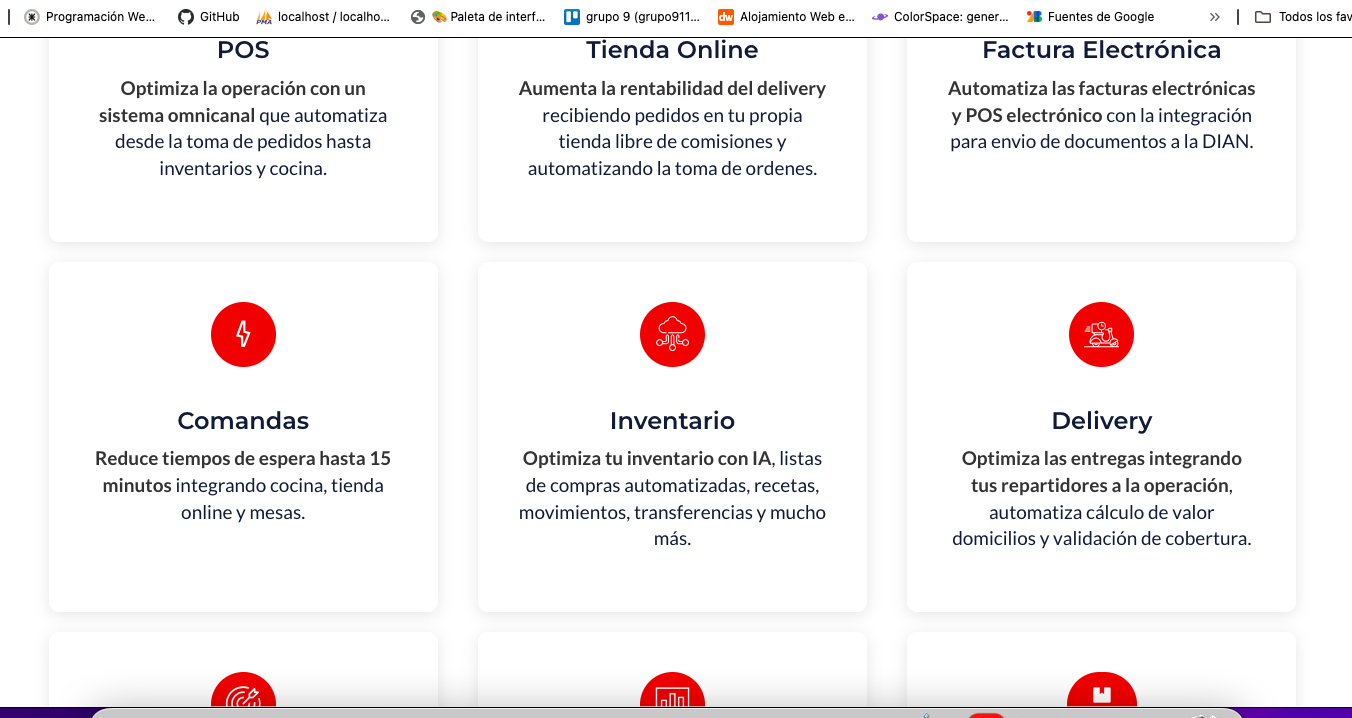 Programación We...
GitHub
PMA
localhost / localho...
Paleta de interf...
grupo 9 (grupo911...
dw
Alojamiento Web e...
ColorSpace: gener...
Fuentes de Google
Todos los fav
POS
Optimiza la operación con un
sistema omnicanal que automatiza
desde la toma de pedidos hasta
inventarios y cocina.
Tienda Online
Aumenta la rentabilidad del delivery
recibiendo pedidos en tu propia
tienda libre de comisiones y
automatizando la toma de ordenes.
Factura Electrónica
Automatiza las facturas electrónicas
y POS electrónico con la integración
para envio de documentos a la DIAN.
Comandas
Reduce tiempos de espera hasta 15
minutos integrando cocina, tienda
online y mesas.
Inventario
Optimiza tu inventario con IA, listas
de compras automatizadas, recetas,
movimientos, transferencias y mucho
más.
Delivery
Optimiza las entregas integrando
tus repartidores a la operación,
automatiza cálculo de valor
domicilios y validación de cobertura.